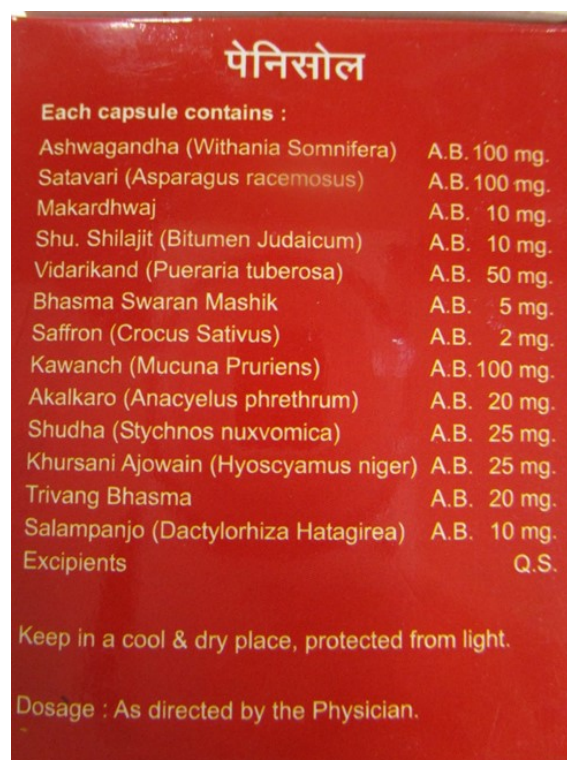 पेनिसोल
Each capsule contains :
Ashwagandha (Withania Somnifera) A.B. 100 mg.
Satavari (Asparagus racemosus) A.B. 100 mg.
Makardhwaj A.B. 10 mg.
Shu. Shilajit (Bitumen Judaicum) A.B. 10 mg.
Vidarikand (Pueraria tuberosa) A.B. 50 mg.
Bhasma Swaran Mashik A.B. 5 mg.
Saffron (Crocus Sativus) A.B. 2 mg.
Kawanch (Mucuna Pruriens) A.B. 100 mg.
Akalkaro (Anacyelus phrethrum) A.B. 20 mg.
Shudha (Stychnos nuxvomica) A.B. 25 mg.
Khursani Ajowain (Hyoscyamus niger) A.B. 25 mg.
Trivang Bhasma A.B. 20 mg.
Salampanjo (Dactylorhiza Hatagirea) A.B. 10 mg.
Excipients Q.S.
Keep in a cool & dry place, protected from light.
Dosage : As directed by the Physician.